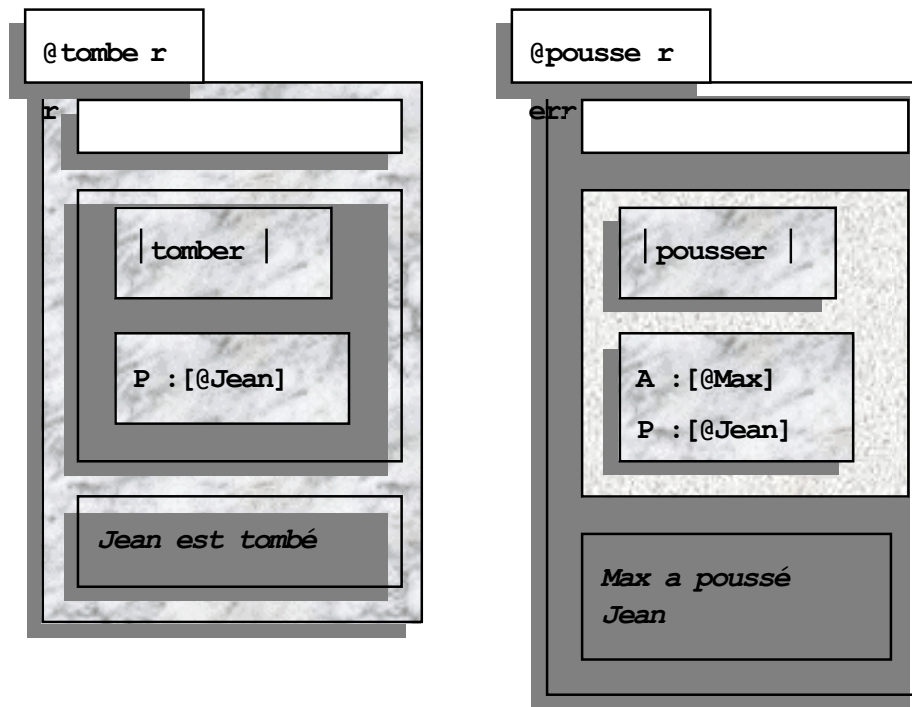 @tombe r
r
|tomber |
P :[@Jean]
Jean est tombé
@pousse r
err
|pousser |
A :[@Max]
P :[@Jean]
Max a poussé
Jean